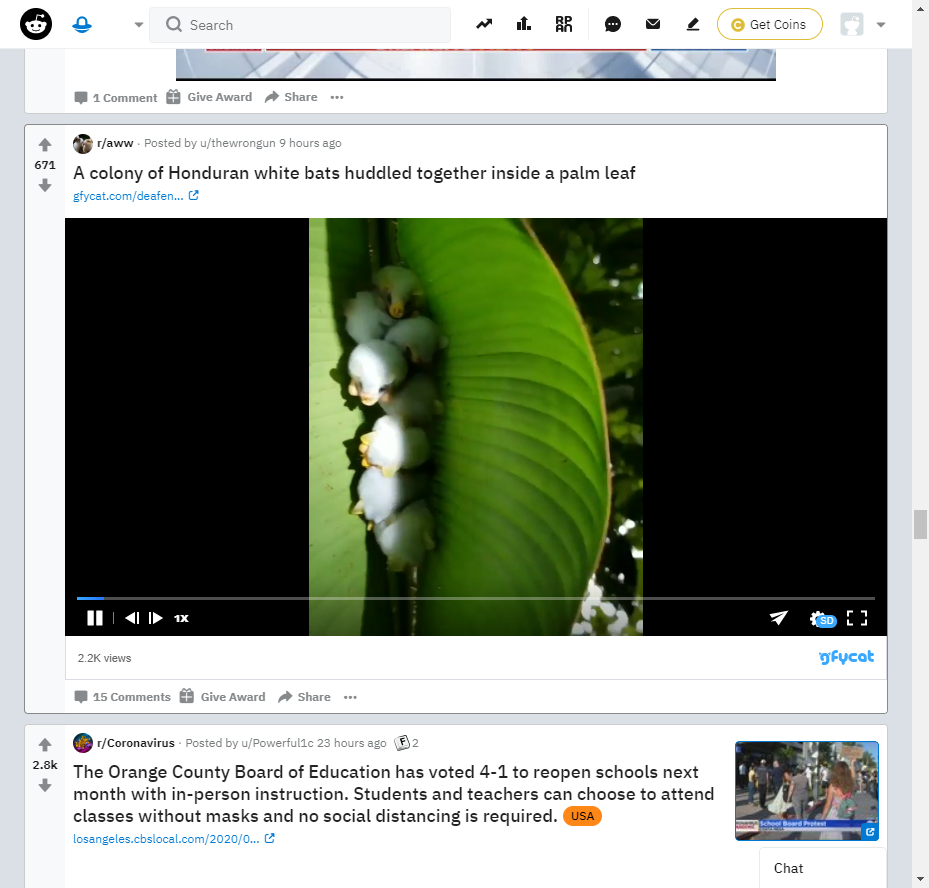 Search
Get Coins
1 Comment Give Award Share
r/aww · Posted by u/thewrongun 9 hours ago
671
A colony of Honduran white bats huddled together inside a palm leaf
gfycat.com/deafen...
1X
SD
2.2K views
gfycat
15 Comments Give Award Share
r/Coronavirus · Posted by u/Powerful1c 23 hours ago F 2
2.8k
The Orange County Board of Education has voted 4-1 to reopen schools next
month with in-person instruction. Students and teachers can choose to attend
classes without masks and no social distancing is required. USA
losangeles.cbslocal.com/2020/0...
School Board Protest
Chat